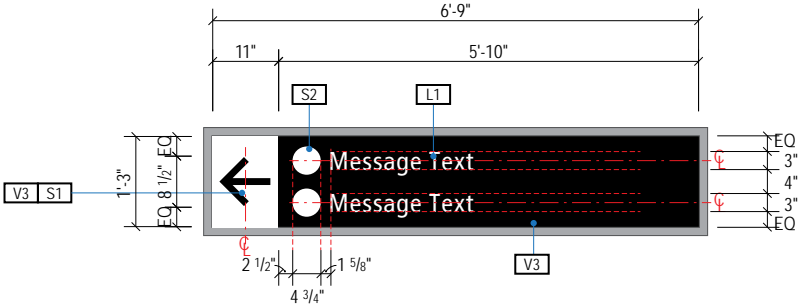 6'-9"
11" 5'-10"
S2 L1
EQ
EQ
Message Text ℄ 3"
1'-3" 8 1/2" 4"
V3 S1
Message Text ℄ 3"
EQ EQ
℄
2 1/2" 1 5/8" V3
4 3/4"